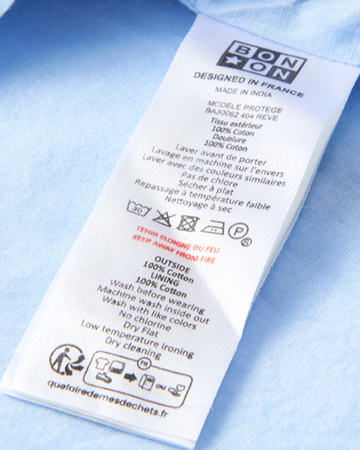 BON
TON
DESIGNED IN FRANCE
MADE IN INDIA
MODELE PROTEGE
BA30062 404 REVE
Tissu extérieur
100% Coton
Doublure
100% Coton
Laver avant de porter
Lavage en machine sur l'envers
Laver avec des couleurs similaires
Pas de chlore
Sécher à plat
Repassage à température faible
Nettoyage à sec
30 P ®
TENIR ELOIGNE DU FEU
KEEP AWAY FROM FIRE
OUTSIDE
100% Cotton
LINING
100% Cotton
Wash before wearing
Machine wash inside out
Wash with like colors
No chlorine
Dry Flat
Low temperature ironing
Dry cleaning
FR
OU
quefairedemesdechets.fr